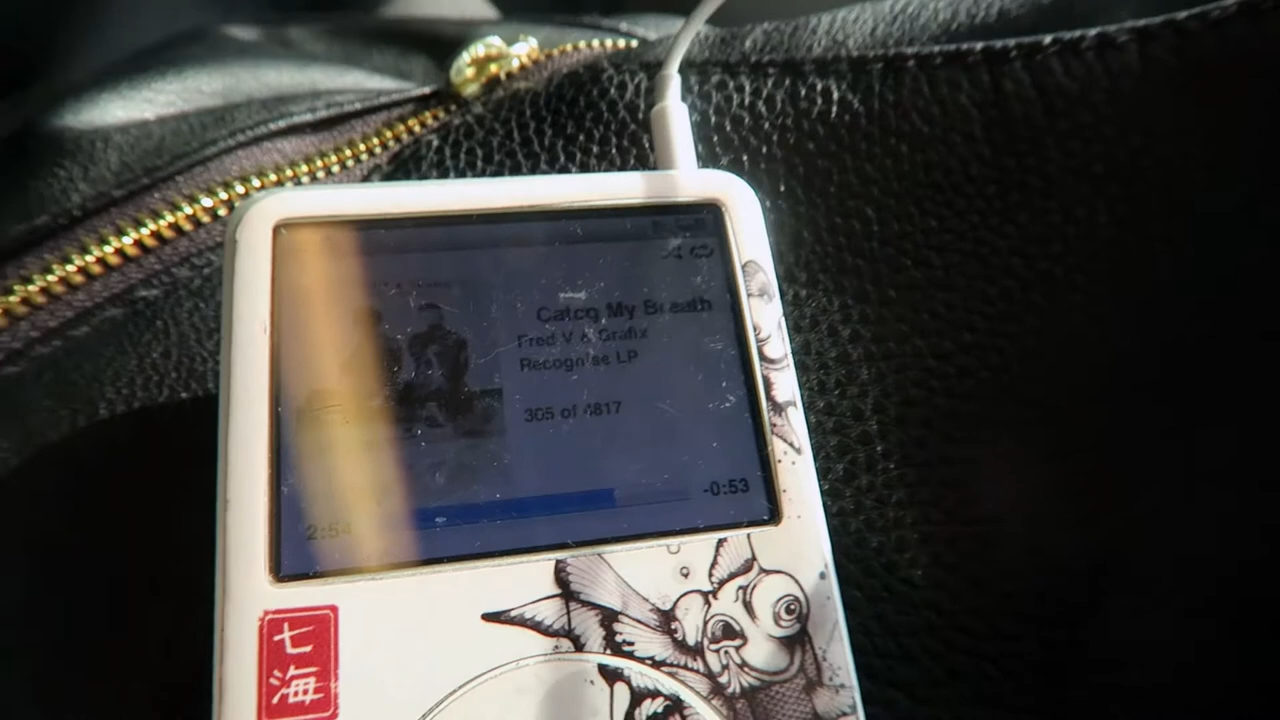 Catch My Breath
Fred V & Grafix
Recognise LP
305 of 4817
2:54
-0:53
七
海